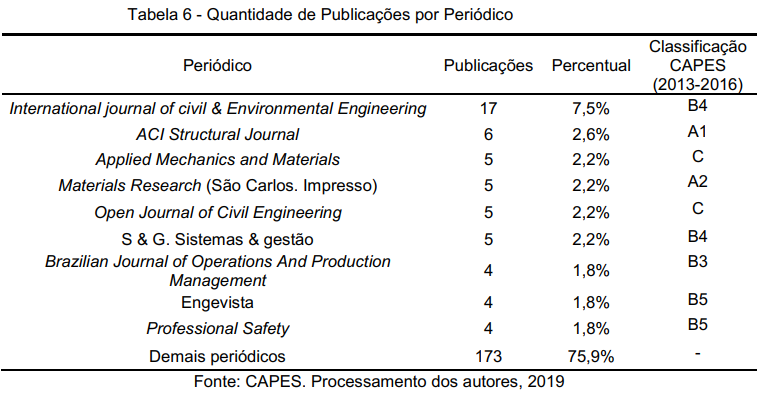 Tabela 6 - Quantidade de Publicações por Periódico
Periódico Publicações Percentual Classificação
CAPES
(2013-2016)
International journal of civil & Environmental Engineering 17 7,5% B4
ACI Structural Journal 6 2,6% A1
Applied Mechanics and Materials 5 2,2% C
Materials Research (São Carlos. Impresso) 5 2,2% A2
Open Journal of Civil Engineering 5 2,2% C
S & G. Sistemas & gestão 5 2,2% B4
Brazilian Journal of Operations And Production
Management 4 1,8% B3
Engevista 4 1,8% B5
Professional Safety 4 1,8% B5
Demais periódicos 173 75,9% -
Fonte: CAPES. Processamento dos autores, 2019